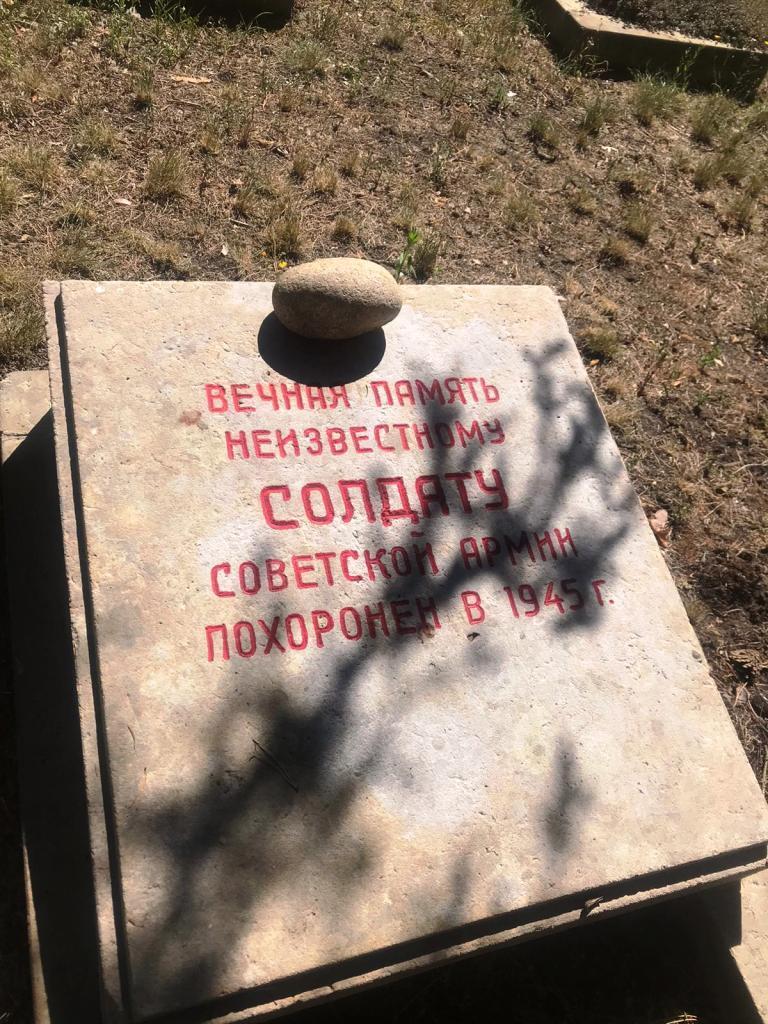 ВЕЧНАЯ ПАМЯТЬ
НЕИЗВЕСТНОМУ
СОЛДАТУ
СОВЕТСКОЙ АРМИИ
ПОХОРОНЕН В 1945 Г.